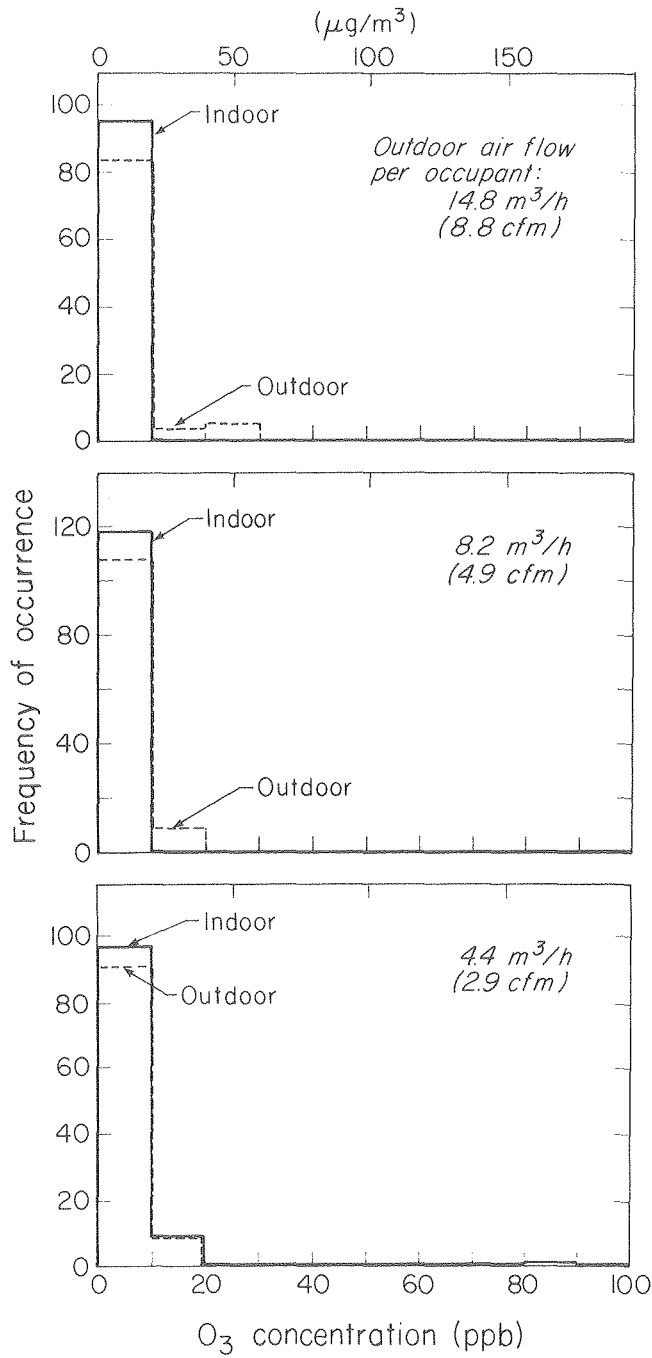 (μg/m³)
0 50 100 150
100
80
60
40
20
0
Indoor
Outdoor air flow
per occupant:
14.8 m³/h
(8.8 cfm)
Outdoor
Frequency of occurrence
120
80
40
0
Indoor
8.2 m³/h
(4.9 cfm)
Outdoor
100
80
60
40
20
0
Indoor
4.4 m³/h
(2.9 cfm)
Outdoor
0 20 40 60 80 100
O₃ concentration (ppb)